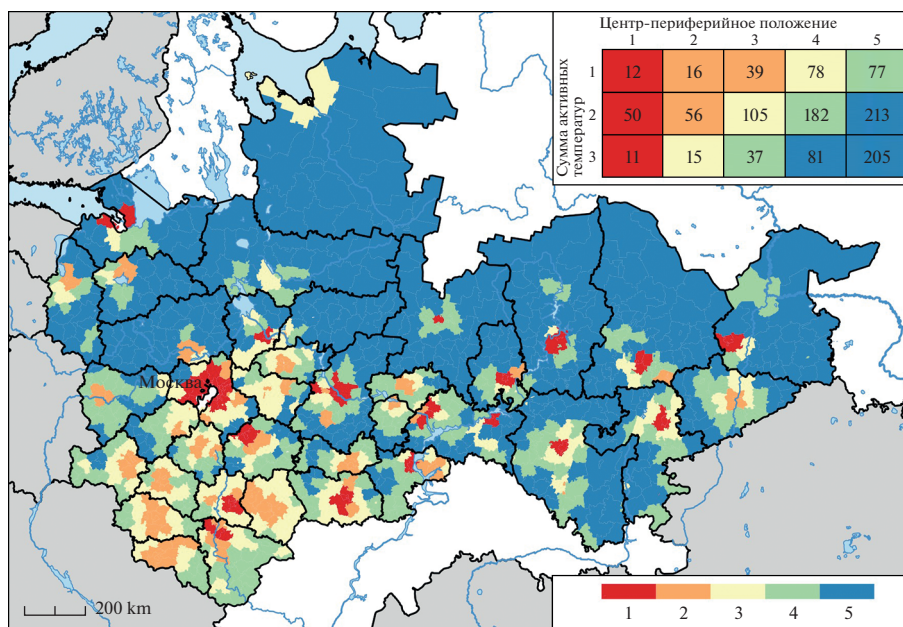 Центр-периферийное положение
1 2 3 4 5
Сумма активных
температур
1 12 16 39 78 77
2 50 56 105 182 213
3 11 15 37 81 205
Москва
200 km
1 2 3 4 5